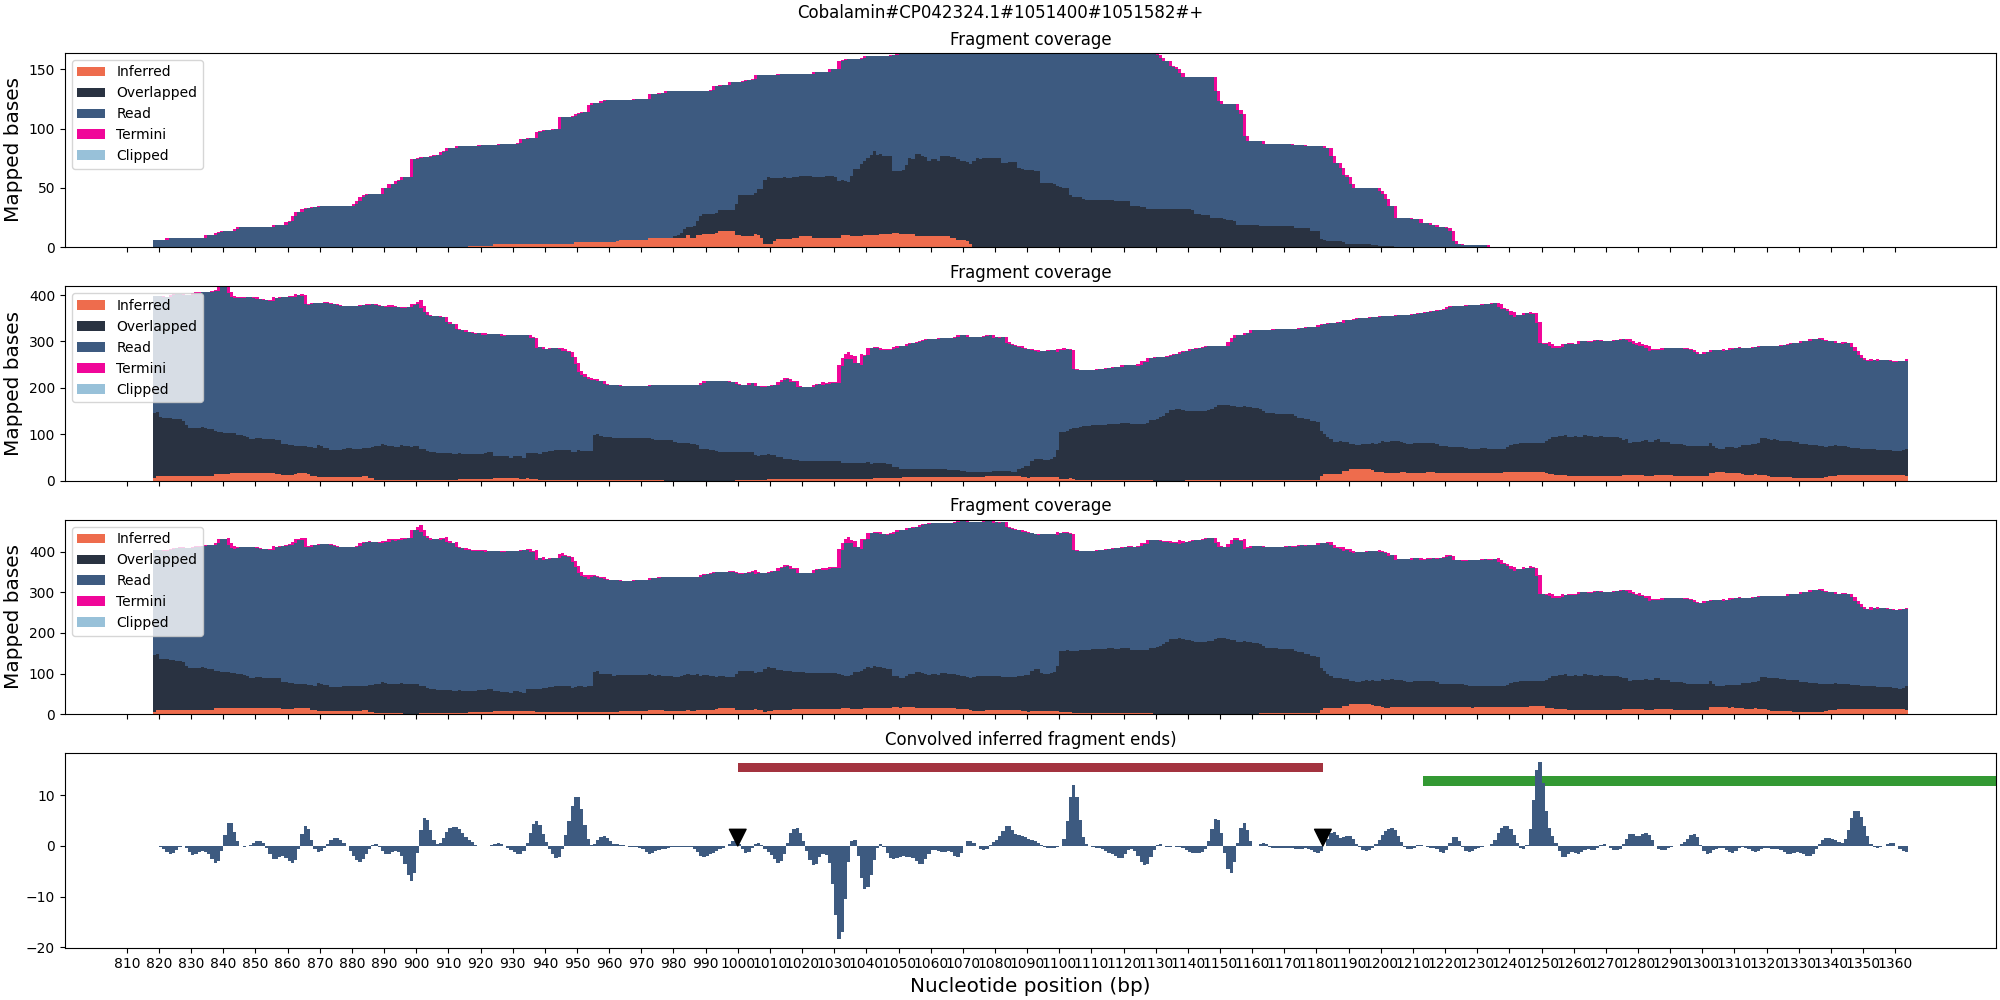 Cobalamin#CP042324.1#1051400#1051582#+
Fragment coverage
Mapped bases
150
100
50
0
Inferred
Overlapped
Read
Termini
Clipped
Fragment coverage
Mapped bases
400
300
200
100
0
Inferred
Overlapped
Read
Termini
Clipped
Fragment coverage
Mapped bases
400
300
200
100
0
Inferred
Overlapped
Read
Termini
Clipped
Convolved inferred fragment ends)
10
0
−10
−20
810 820 830 840 850 860 870 880 890 900 910 920 930 940 950 960 970 980 990 1000 1010 1020 1030 1040 1050 1060 1070 1080 1090 1100 1110 1120 1130 1140 1150 1160 1170 1180 1190 1200 1210 1220 1230 1240 1250 1260 1270 1280 1290 1300 1310 1320 1330 1340 1350 1360
Nucleotide position (bp)